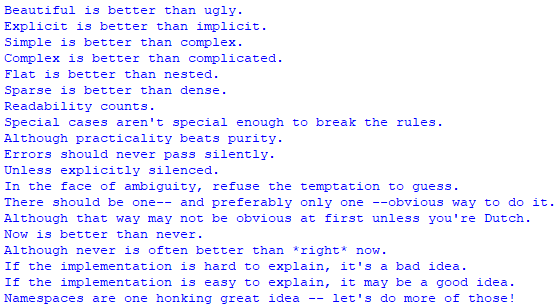 Beautiful is better than ugly.
Explicit is better than implicit.
Simple is better than complex.
Complex is better than complicated.
Flat is better than nested.
Sparse is better than dense.
Readability counts.
Special cases aren't special enough to break the rules.
Although practicality beats purity.
Errors should never pass silently.
Unless explicitly silenced.
In the face of ambiguity, refuse the temptation to guess.
There should be one-- and preferably only one --obvious way to do it.
Although that way may not be obvious at first unless you're Dutch.
Now is better than never.
Although never is often better than *right* now.
If the implementation is hard to explain, it's a bad idea.
If the implementation is easy to explain, it may be a good idea.
Namespaces are one honking great idea -- let's do more of those!